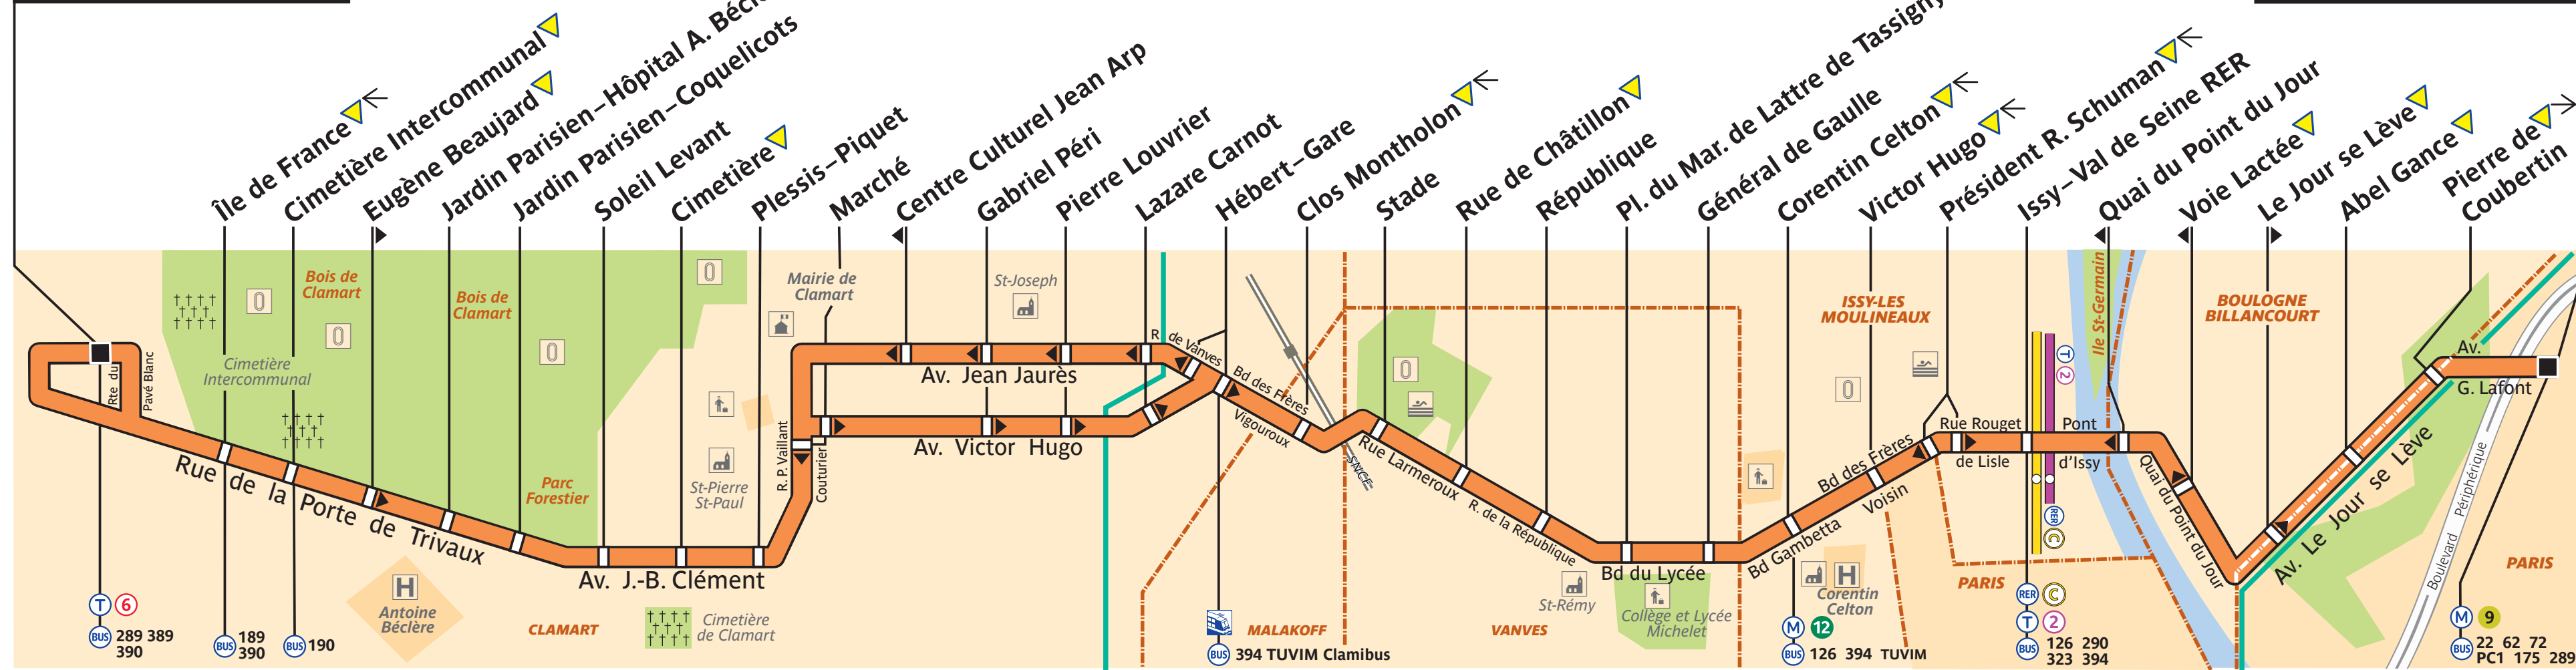 Île de France
Cimetière Intercommunal
Eugène Beaujard
Jardin Parisien–Hôpital A. Bécl
Jardin Parisien–Coquelicots
Soleil Levant
Cimetière
Plessis–Piquet
Marché
Centre Culturel Jean Arp
Gabriel Péri
Pierre Louvrier
Lazare Carnot
Hébert–Gare
Clos Montholon
Stade
Rue de Châtillon
République
Pl. du Mar. de Lattre de Tassigny
Général de Gaulle
Corentin Celton
Victor Hugo
Président R. Schuman
Issy–Val de Seine RER
Quai du Point du Jour
Voie Lactée
Le Jour se Lève
Abel Gance
Pierre de
Coubertin
Rte du
Pavé Blanc
Bois de
Clamart
Bois de
Clamart
Cimetière
Intercommunal
Parc
Forestier
Rue de la Porte de Trivaux
H
Antoine
Béclère
CLAMART
Av. J.-B. Clément
Cimetière
de Clamart
St-Pierre
St-Paul
Mairie de
Clamart
R. P. Vaillant
Couturier
St-Joseph
Av. Jean Jaurès
Av. Victor Hugo
R. de Vanves
Bd des Frères
Vigouroux
SNCF
MALAKOFF
Rue Larmeroux
R. de la République
VANVES
St-Rémy
Bd du Lycée
Collège et Lycée
Michelet
Bd Gambetta
Bd des Frères
Voisin
H
Corentin
Celton
ISSY-LES
MOULINEAUX
Rue Rouget
de Lisle
T 2
RER C
Pont
d'Issy
Ile St-Germain
PARIS
Quai du Point du Jour
BOULOGNE
BILLANCOURT
Av. Le Jour se Lève
Av.
G. Lafont
Boulevard Périphérique
PARIS
T 6
BUS 289 389
390
BUS 189
390
BUS 190
BUS 394 TUVIM Clamibus
M 12
BUS 126 394 TUVIM
RER C
T 2
BUS 126 290
323 394
M 9
BUS 22 62 72
PC1 175 289